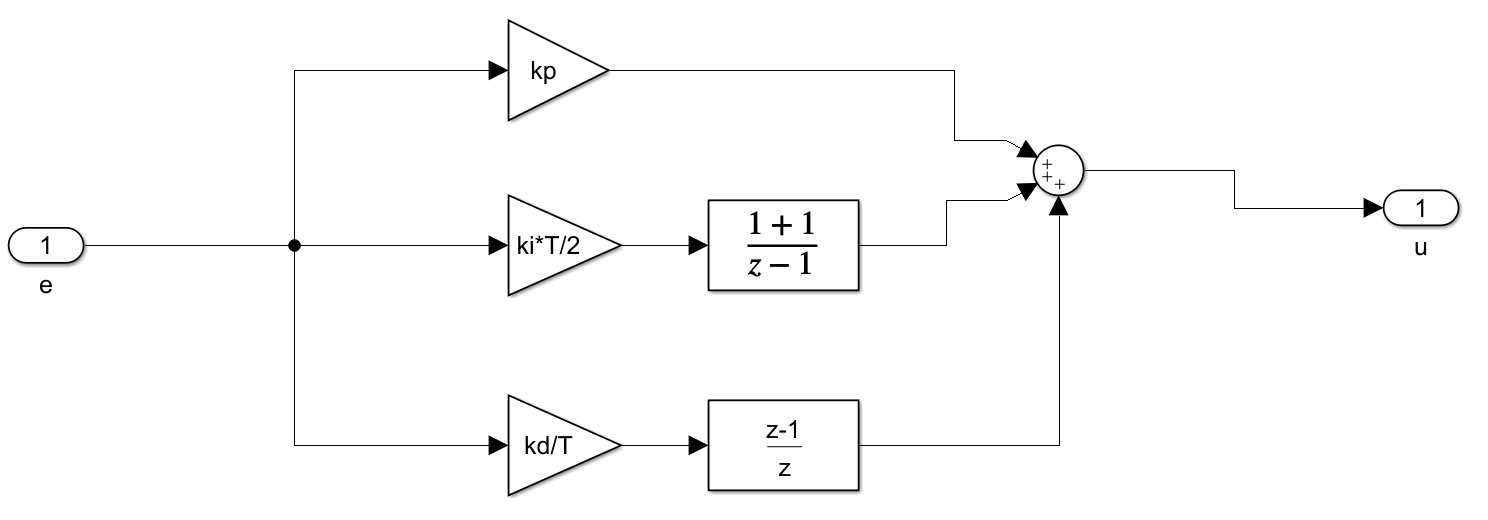 kp
+
+
+
1
e
ki*T/2
1 + 1
z − 1
1
u
kd/T
z-1
z